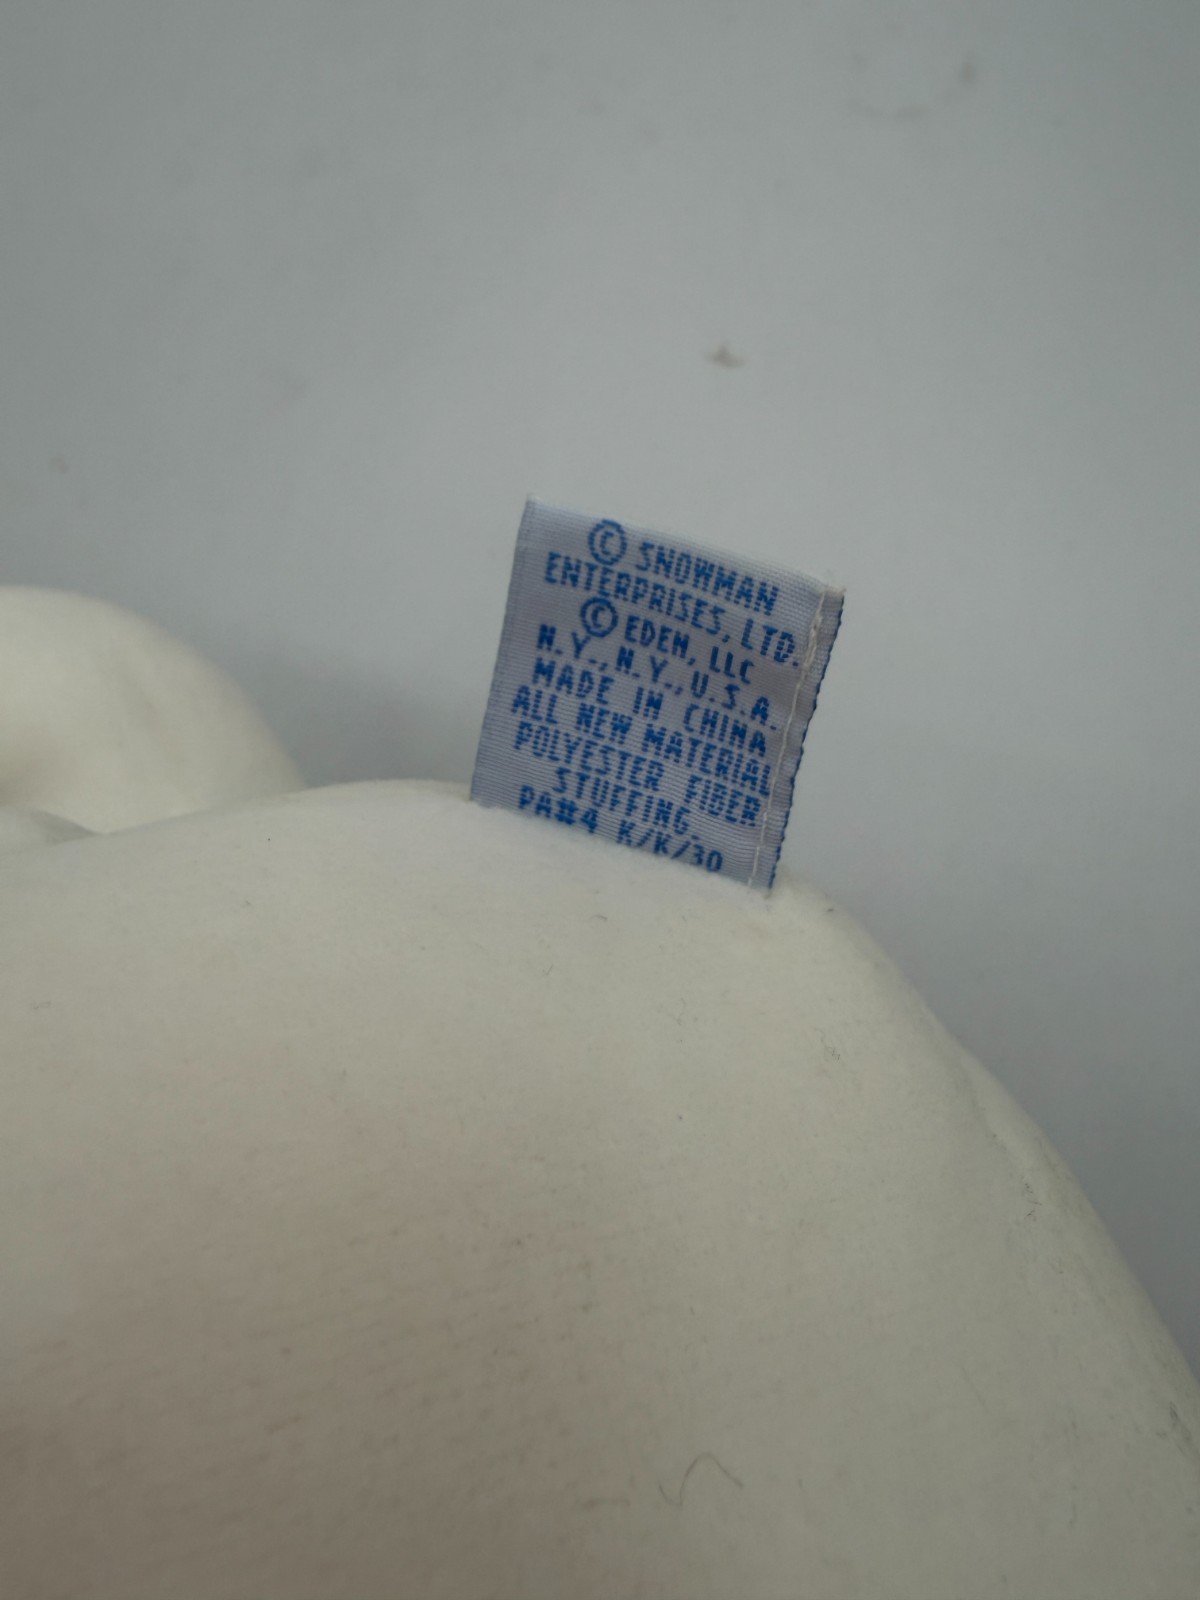 © SNOWMAN
ENTERPRISES, LTD.
© EDEN, LLC
N.Y., N.Y., U.S.A.
MADE IN CHINA
ALL NEW MATERIAL
POLYESTER FIBER
STUFFING.
PA#4 K/K/30